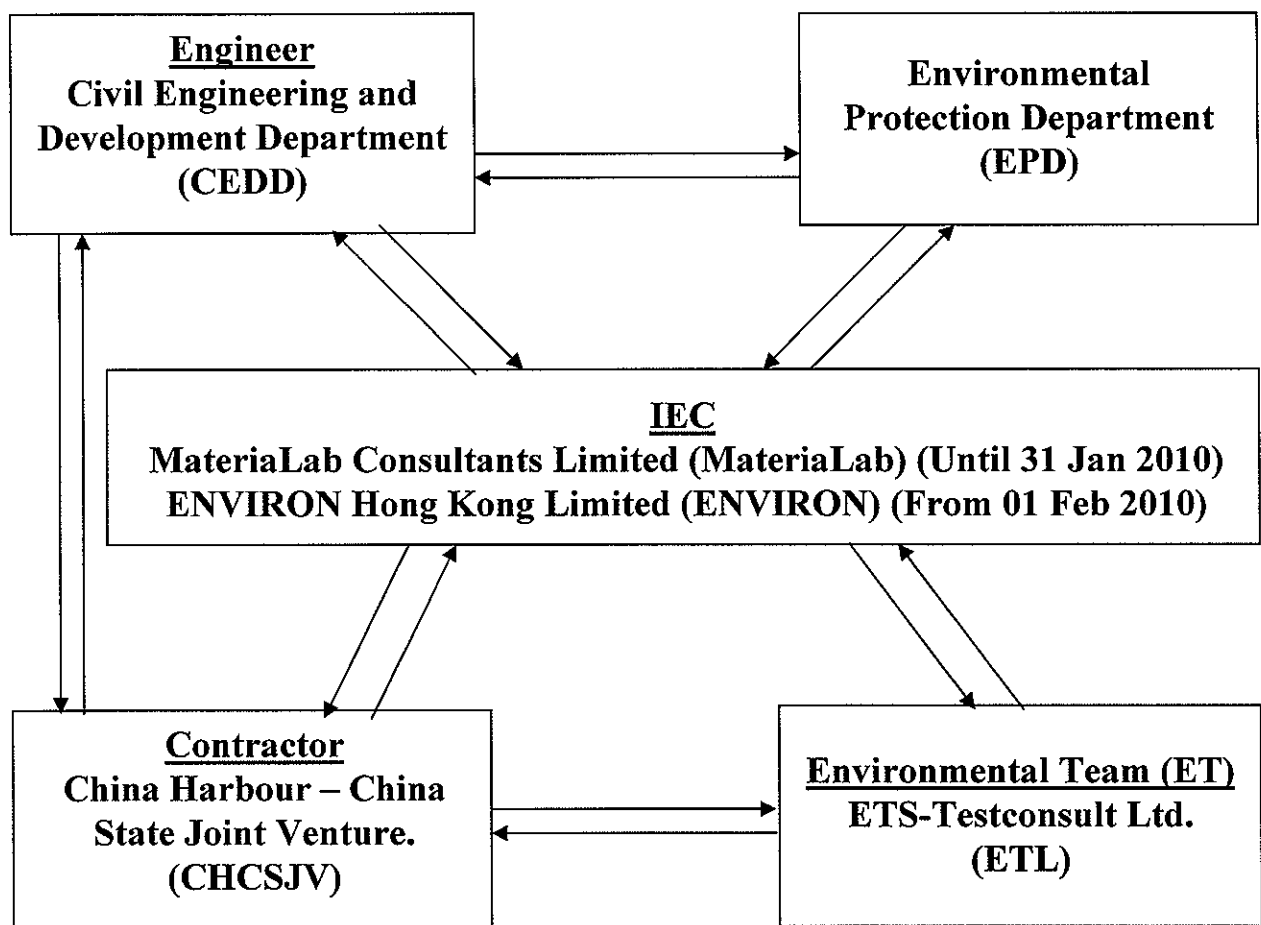 Engineer
Civil Engineering and
Development Department
(CEDD)
Environmental
Protection Department
(EPD)
IEC
MateriaLab Consultants Limited (MateriaLab) (Until 31 Jan 2010)
ENVIRON Hong Kong Limited (ENVIRON) (From 01 Feb 2010)
Contractor
China Harbour – China
State Joint Venture.
(CHCSJV)
Environmental Team (ET)
ETS-Testconsult Ltd.
(ETL)